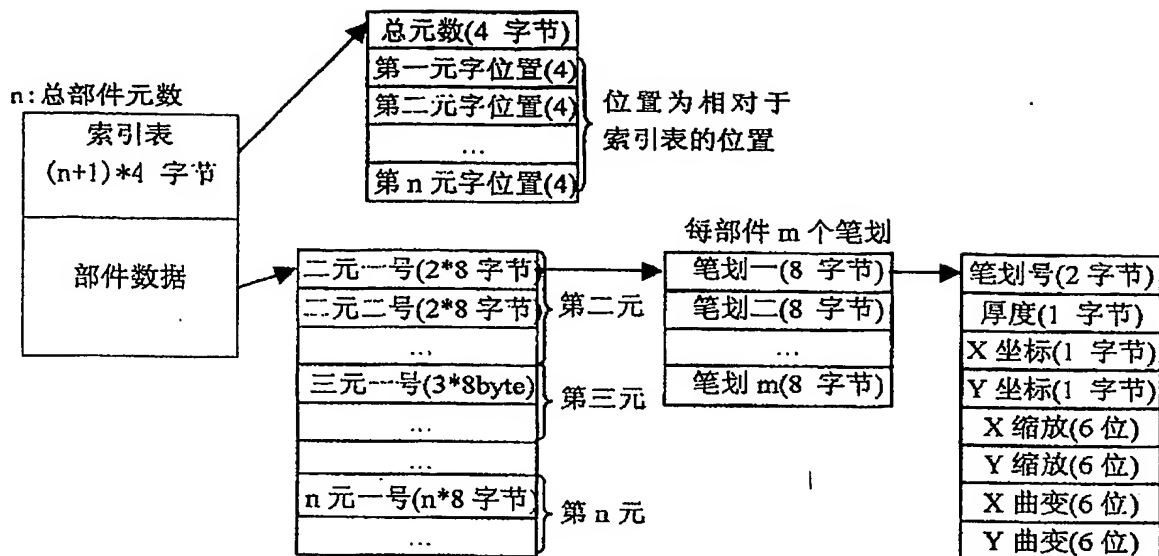 总元数(4 字节)
第一元字位置(4)
第二元字位置(4)
…
第 n 元字位置(4)
位置为相对于
索引表的位置
n:总部件元数
索引表
(n+1)*4 字节
部件数据
二元一号(2*8 字节)
二元二号(2*8 字节)
…
三元一号(3*8byte)
…
…
n 元一号(n*8 字节)
…
第二元
第三元
第 n 元
每部件 m 个笔划
笔划一(8 字节)
笔划二(8 字节)
…
笔划 m(8 字节)
笔划号(2 字节)
厚度(1 字节)
X 坐标(1 字节)
Y 坐标(1 字节)
X 缩放(6 位)
Y 缩放(6 位)
X 曲变(6 位)
Y 曲变(6 位)